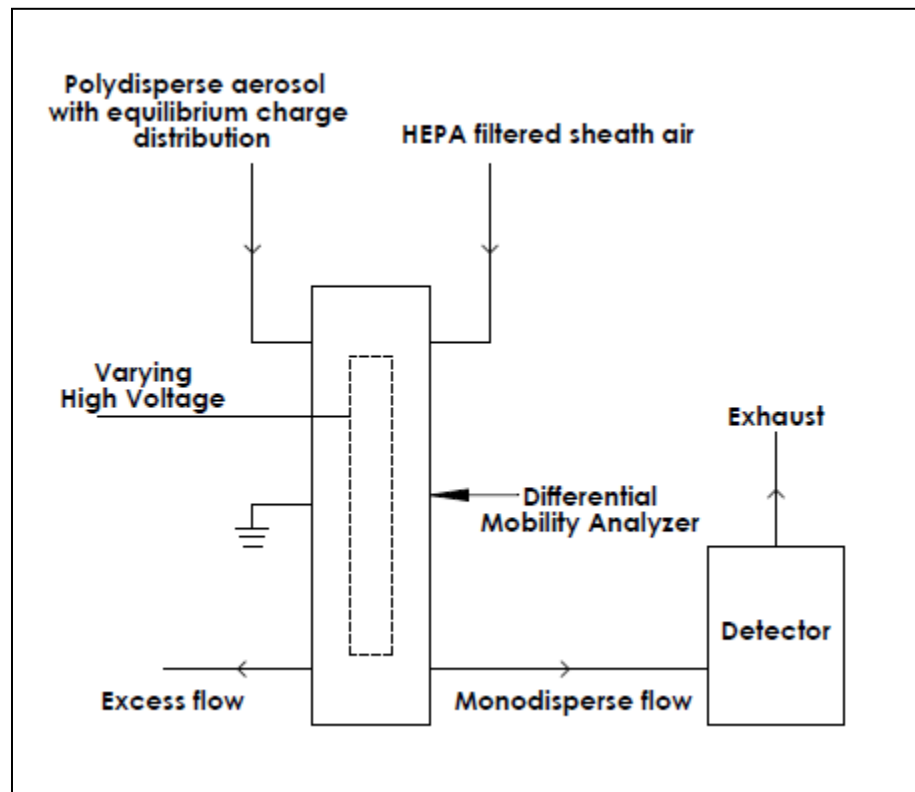 Polydisperse aerosol
with equilibrium charge
distribution
HEPA filtered sheath air
Varying
High Voltage
Exhaust
Differential
Mobility Analyzer
Detector
Excess flow
Monodisperse flow